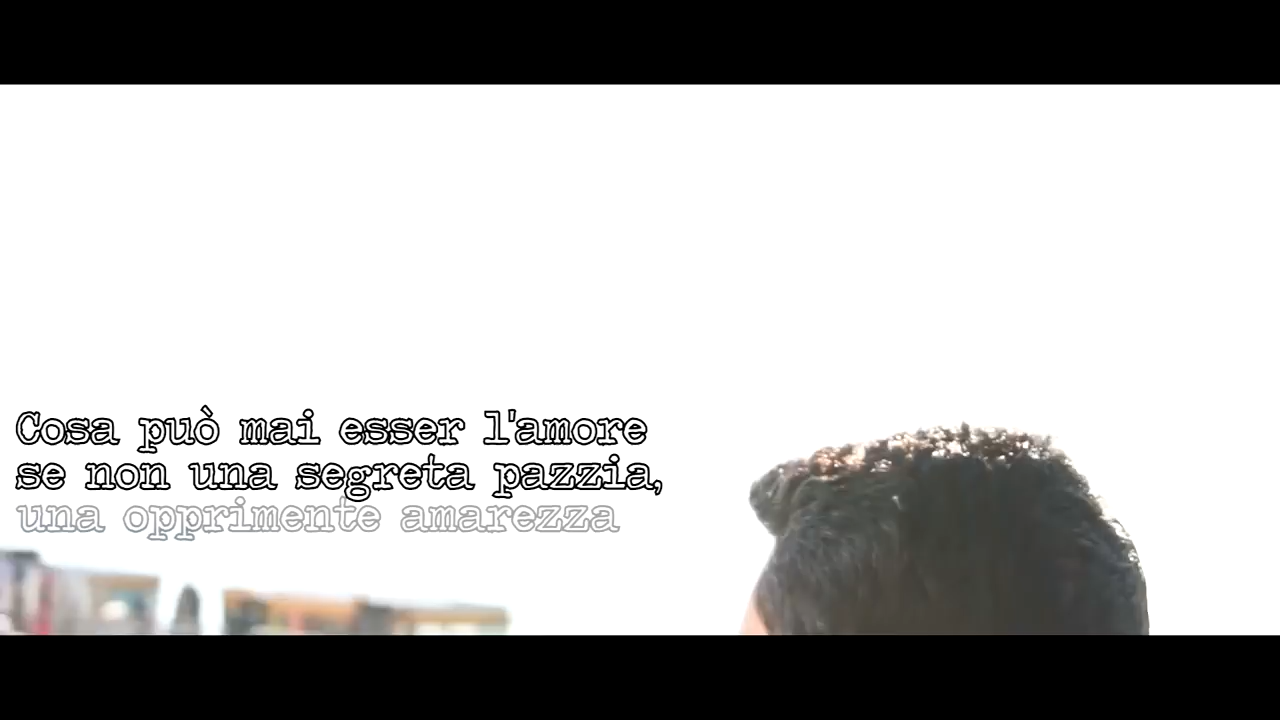 Cosa può mai esser l'amore
se non una segreta pazzia,
una opprimente amarezza